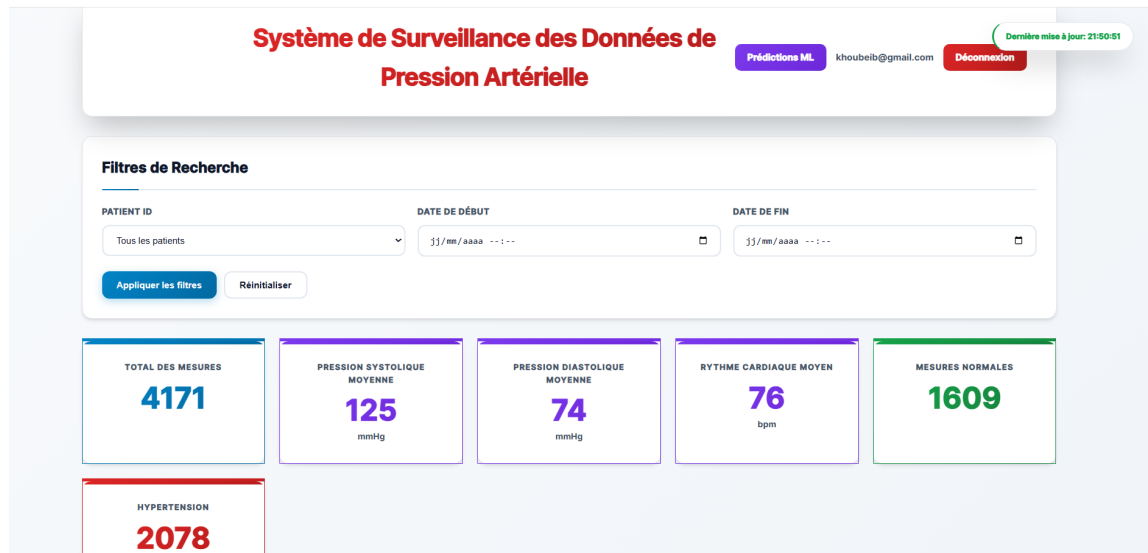 Système de Surveillance des Données de
Pression Artérielle
Prédictions ML
khoubeib@gmail.com
Déconnexion
Dernière mise à jour: 21:50:51
Filtres de Recherche
PATIENT ID
DATE DE DÉBUT
DATE DE FIN
Tous les patients
jj/mm/aaaa --:--
jj/mm/aaaa --:--
Appliquer les filtres
Réinitialiser
TOTAL DES MESURES
4171
PRESSION SYSTOLIQUE
MOYENNE
125
mmHg
PRESSION DIASTOLIQUE
MOYENNE
74
mmHg
RYTHME CARDIAQUE MOYEN
76
bpm
MESURES NORMALES
1609
HYPERTENSION
2078